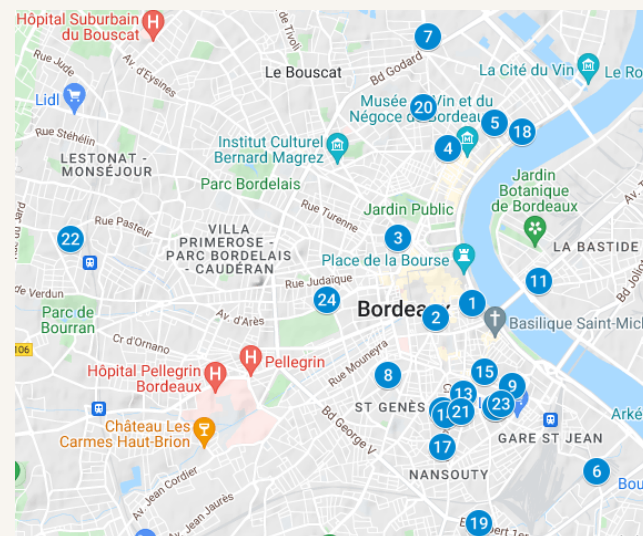 Hôpital Suburbain
du Bouscat
7
Rue Jude
Av. d'Eysines
de Tivoli
Le Bouscat
Bd Godard
La Cité du Vin
Lidl
20
Musée
Vin et du
Négoce
5
18
4
Rue Stéhélin
Institut Culturel
Bernard Magrez
LESTONAT -
MONSÉJOUR
Parc Bordelais
Jardin
Botanique
de Bordeaux
Rue Turenne
Jardin Public
Rue Pasteur
22
VILLA
PRIMEROSE -
PARC BORDELAIS
- CAUDÉRAN
3
LA BASTIDE
Place de la Bourse
Rue Judaïque
11
de Verdun
24
Bordeaux
1
2
Parc de
Bourran
Av. d'Arès
Basilique Saint-Mich
106
Cr d'Ornano
Rue Mouneyra
Hôpital Pellegrin
Bordeaux
Pellegrin
8
15
9
13
23
21
ST GENÈS
Château Les
Carmes Haut-Brion
Bd George V
GARE ST JEAN
Arké
17
NANSOUTY
6
Av. Jean Cordier
Av. Jean Jaurès
19